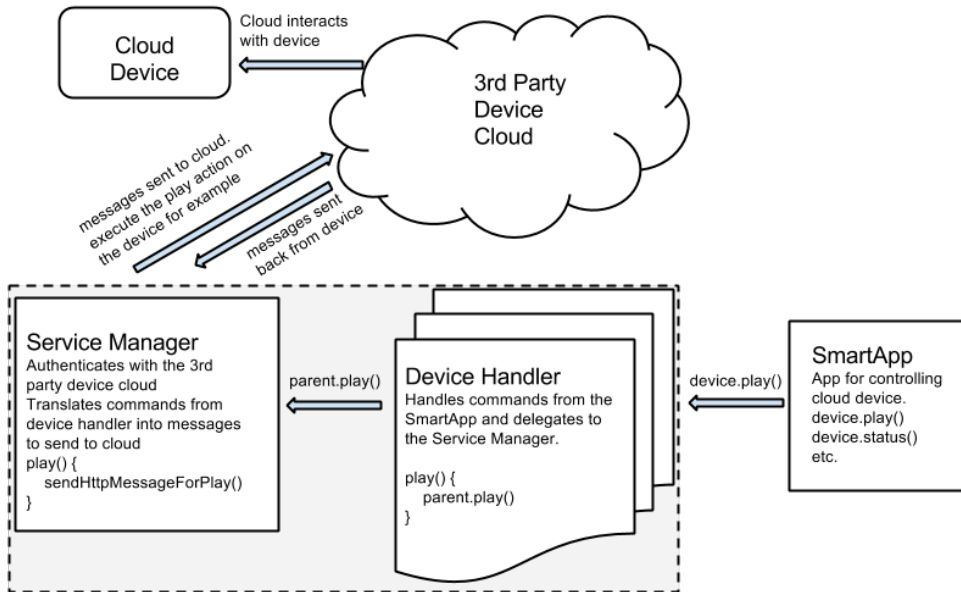 Cloud
Device
Cloud interacts
with device
3rd Party
Device
Cloud
messages sent to cloud.
execute the play action on
the device for example
messages sent
back from device
Service Manager
Authenticates with the 3rd
party device cloud
Translates commands from
device handler into messages
to send to cloud
play() {
sendHttpMessageForPlay()
}
parent.play()
Device Handler
Handles commands from the
SmartApp and delegates to
the Service Manager.
play() {
parent.play()
}
device.play()
SmartApp
App for controlling
cloud device.
device.play()
device.status()
etc.